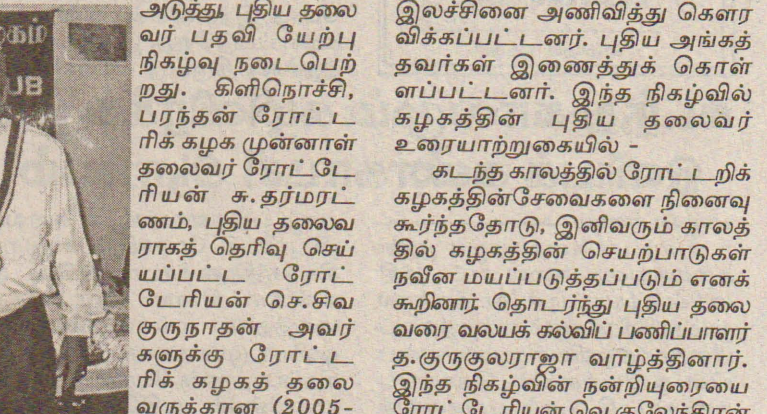 கம்
UB
அடுத்து புதிய தலை
வர் பதவி யேற்பு
நிகழ்வு நடைபெற்
றது. கிளிநொச்சி,
பரந்தன் ரோட்ட
ரிக் கழக முன்னாள்
தலைவர் ரோட்டே
ரியன் சு.தர்மரட்
ணம், புதிய தலைவ
ராகத் தெரிவு செய்
யப்பட்ட ரோட்
டேரியன் செ.சிவ
குருநாதன் அவர்
களுக்கு ரோட்ட
ரிக் கழகத் தலை
வருக்கான (2005-
இலச்சினை அணிவித்து கௌர
விக்கப்பட்டனர். புதிய அங்கத்
தவர்கள் இணைத்துக் கொள்
ளப்பட்டனர். இந்த நிகழ்வில்
கழகத்தின் புதிய தலைவர்
உரையாற்றுகையில் -
கடந்த காலத்தில் ரோட்டறிக்
கழகத்தின்சேவைகளை நினைவு
கூர்ந்ததோடு, இனிவரும் காலத்
தில் கழகத்தின் செயற்பாடுகள்
நவீன மயப்படுத்தப்படும் எனக்
கூறினார். தொடர்ந்து புதிய தலை
வரை வலயக் கல்விப் பணிப்பாளர்
த.குருகுலராஜா வாழ்த்தினார்.
இந்த நிகழ்வின் நன்றியுரையை
ரோட்டேரியன்